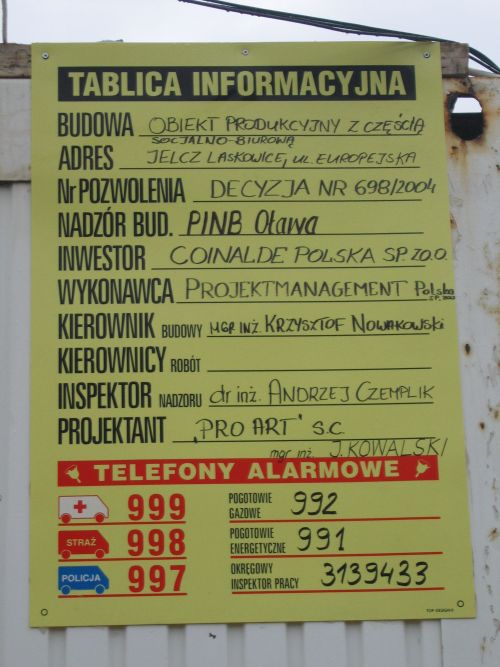 TABLICA INFORMACYJNA
BUDOWA OBIEKT PRODUKCYJNY Z CZĘŚCIĄ
SOCJALNO-BIUROWĄ
ADRES JELCZ LASKOWICE, UL. EUROPEJSKA
Nr POZWOLENIA DECYZJA NR 698/2004
NADZÓR BUD. PINB Oława
INWESTOR COINALDE POLSKA SP. ZO.O.
WYKONAWCA PROJEKTMANAGEMENT Polska
SP. zoo
KIEROWNIK BUDOWY MGR INŻ. KRZYSZTOF NOWAKOWSKI
KIEROWNICY ROBÓT
INSPEKTOR NADZORU dr inż. ANDRZEJ CZEMPLIK
PROJEKTANT „PRO ART" S.C.
mgr inż. J. KOWALSKI
TELEFONY ALARMOWE
999 POGOTOWIE GAZOWE 992
STRAŻ 998 POGOTOWIE ENERGETYCZNE 991
POLICJA 997 OKRĘGOWY INSPEKTOR PRACY 3139433